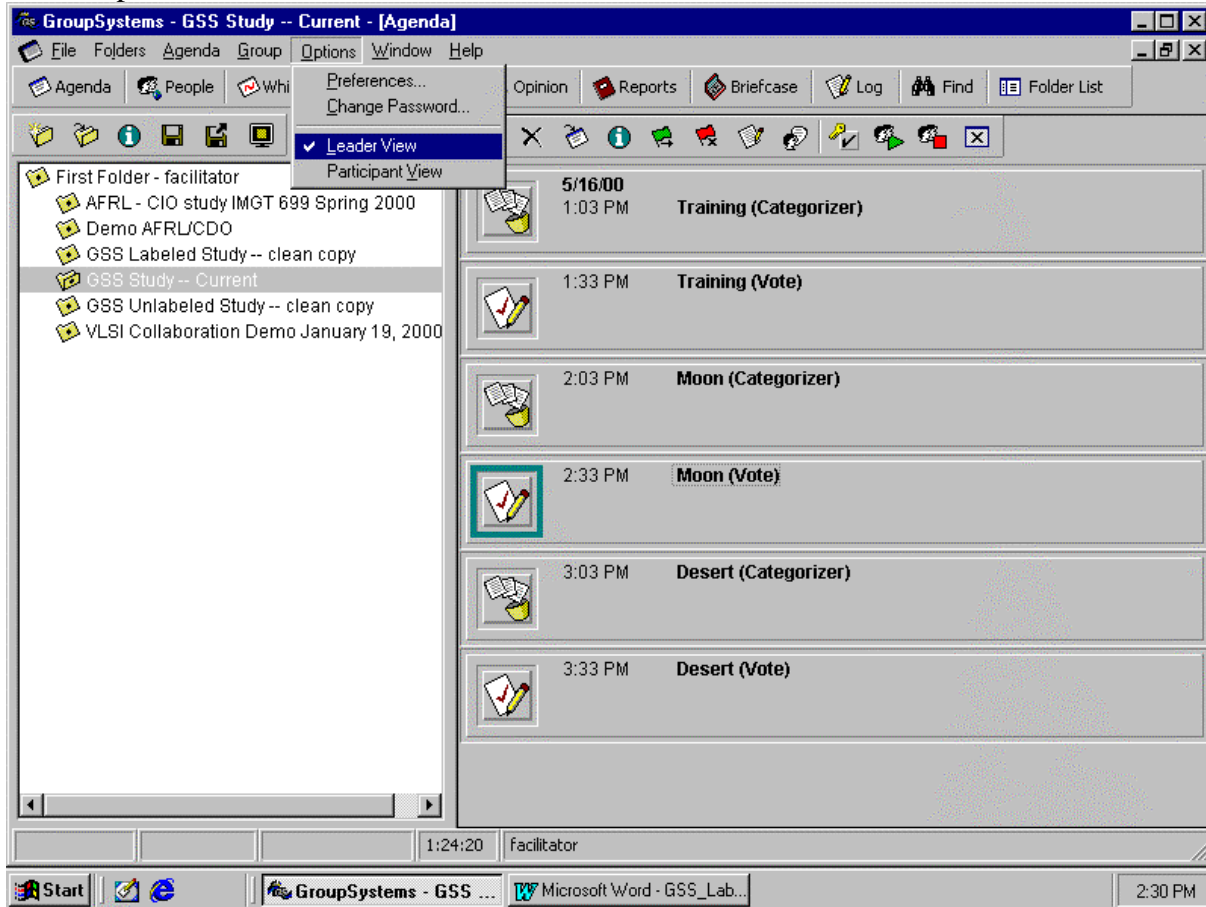 GroupSystems - GSS Study -- Current - [Agenda]
File Folders Agenda Group Options Window Help
Agenda People Whi Opinion Reports Briefcase Log Find Folder List
Preferences...
Change Password...
Leader View
Participant View
First Folder - facilitator
AFRL - CIO study IMGT 699 Spring 2000
Demo AFRL/CDO
GSS Labeled Study -- clean copy
GSS Study -- Current
GSS Unlabeled Study -- clean copy
VLSI Collaboration Demo January 19, 2000
5/16/00
1:03 PM Training (Categorizer)
1:33 PM Training (Vote)
2:03 PM Moon (Categorizer)
2:33 PM Moon (Vote)
3:03 PM Desert (Categorizer)
3:33 PM Desert (Vote)
1:24:20 facilitator
Start GroupSystems - GSS ... Microsoft Word - GSS_Lab... 2:30 PM